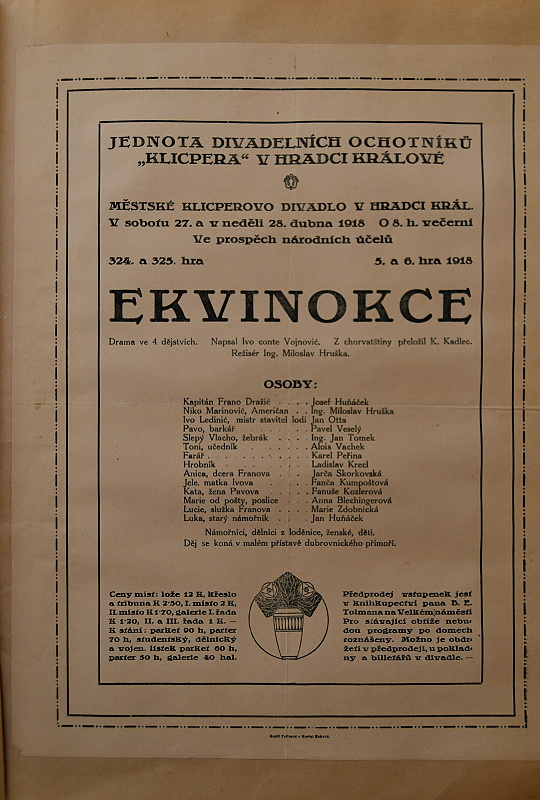 JEDNOTA DIVADELNÍCH OCHOTNÍKŮ
„KLICPERA“ V HRADCI KRÁLOVÉ
MĚSTSKÉ KLICPEROVO DIVADLO V HRADCI KRÁL.
V sobotu 27. a v neděli 28. dubna 1918 O 8. h. večerní
Ve prospěch národních účelů
324. a 325. hra 5. a 6. hra 1918
EKVINOKCE
Drama ve 4 dějstvích. Napsal Ivo conte Vojnović. Z chorvatštiny přeložil K. Kadlec.
Režisér Ing. Miloslav Hruška.
OSOBY:
Kapitán Frano Dražić . . . . Josef Huňáček
Niko Marinović, Američan . . Ing. Miloslav Hruška
Ivo Ledinić, mistr stavitel lodí Jan Otta
Pavo, barkář . . . . Pavel Veselý
Slepý Vlacho, žebrák . . . . Ing. Jan Tomek
Toni, učedník . . . . . . . Alois Vachek
Farář . . . . . . . . . . Karel Peřina
Hrobník . . . . . . . . Ladislav Krecl
Anica, dcera Franova . . . . Jarča Skorkovská
Jele, matka Ivova . . . . Fanča Kumpoštová
Kata, žena Pavova . . . . Fanuše Kozlerová
Marie od pošty, poslice . . . Anna Blechingerová
Lucie, služka Franova . . . Marie Zdobnická
Luka, starý námořník . . . . Jan Huňáček
Námořníci, dělníci z loděnice, ženské, děti.
Děj se koná v malém přístavě dubrovnického přímoří.
Ceny míst: lože 12 K, křeslo
a tribuna K 2·50, I. místo 2 K,
II. místo K 1·70, galerie I. řada
K 1·20, II. a III. řada 1 K. —
K stání: parket 90 h, parter
70 h, studentský, dělnický
a vojen. lístek parket 60 h,
parter 50 h, galerie 40 hal.
Předprodej vstupenek jest
v knihkupectví pana B. E.
Tolmana na Velkém náměstí
Pro stávající obtíže nebu-
dou programy po domech
roznášeny. Možno je obdr-
žeti v předprodeji, u poklad-
ny a billetářů v divadle. —